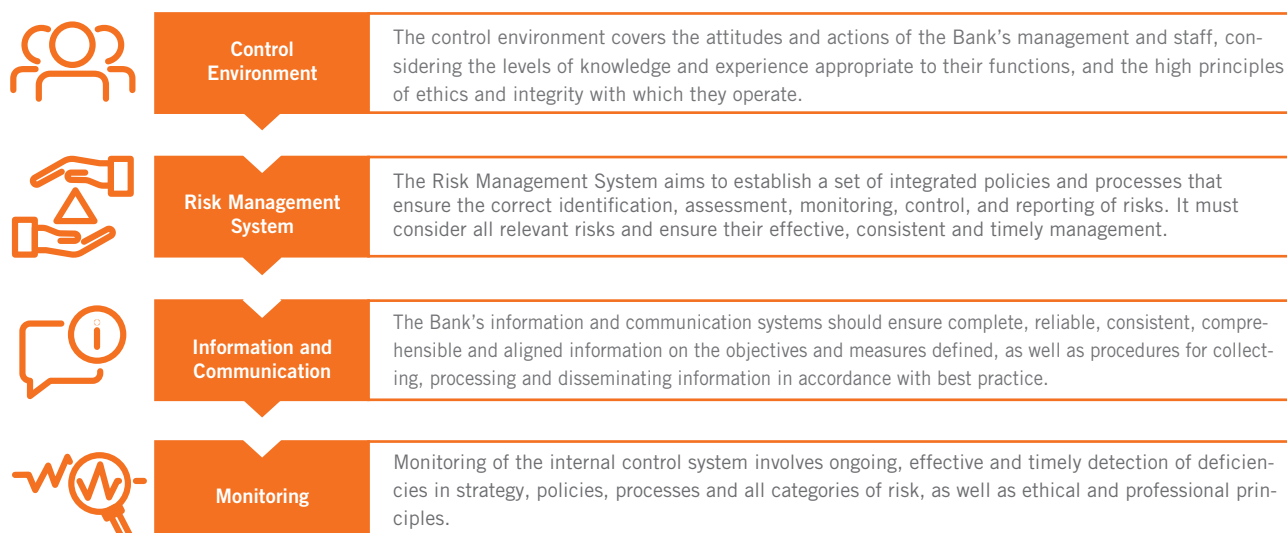 Control
Environment
The control environment covers the attitudes and actions of the Bank's management and staff, con-
sidering the levels of knowledge and experience appropriate to their functions, and the high principles
of ethics and integrity with which they operate.
Risk Management
System
The Risk Management System aims to establish a set of integrated policies and processes that
ensure the correct identification, assessment, monitoring, control, and reporting of risks. It must
consider all relevant risks and ensure their effective, consistent and timely management.
i
Information and
Communication
The Bank's information and communication systems should ensure complete, reliable, consistent, compre-
hensible and aligned information on the objectives and measures defined, as well as procedures for collect-
ing, processing and disseminating information in accordance with best practice.
Monitoring
Monitoring of the internal control system involves ongoing, effective and timely detection of deficien-
cies in strategy, policies, processes and all categories of risk, as well as ethical and professional prin-
ciples.